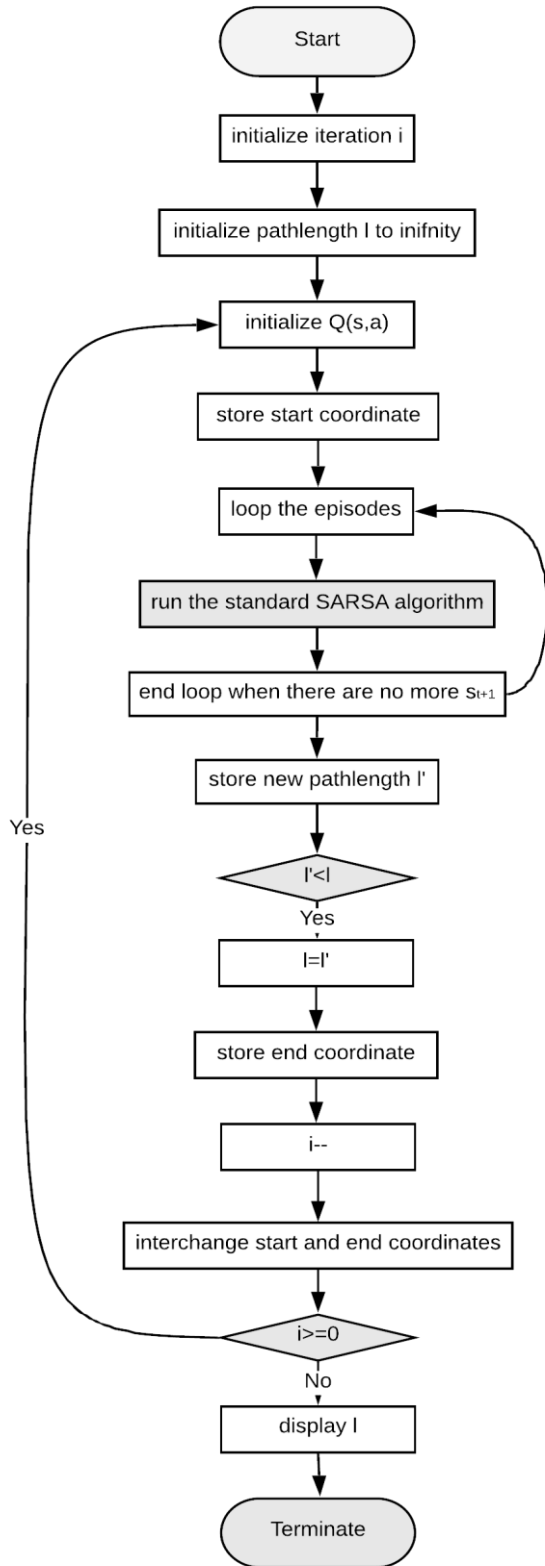 Start
initialize iteration i
initialize pathlength l to inifnity
initialize Q(s,a)
store start coordinate
loop the episodes
run the standard SARSA algorithm
end loop when there are no more st+1
store new pathlength l'
Yes
l'<l
Yes
l=l'
store end coordinate
i--
interchange start and end coordinates
i>=0
No
display l
Terminate